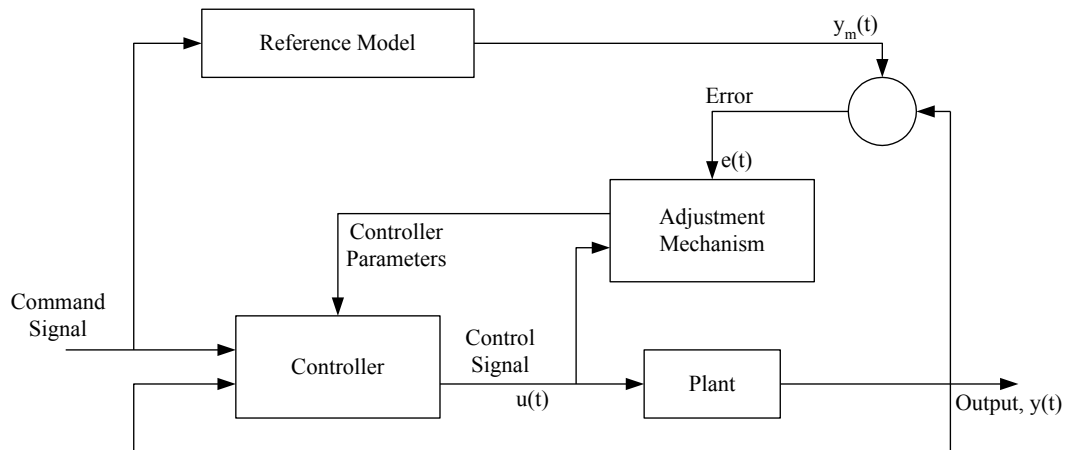 y_m(t)
Reference Model
Error
e(t)
Adjustment
Mechanism
Controller
Parameters
Command
Signal
Controller
Control
Signal
u(t)
Plant
Output, y(t)